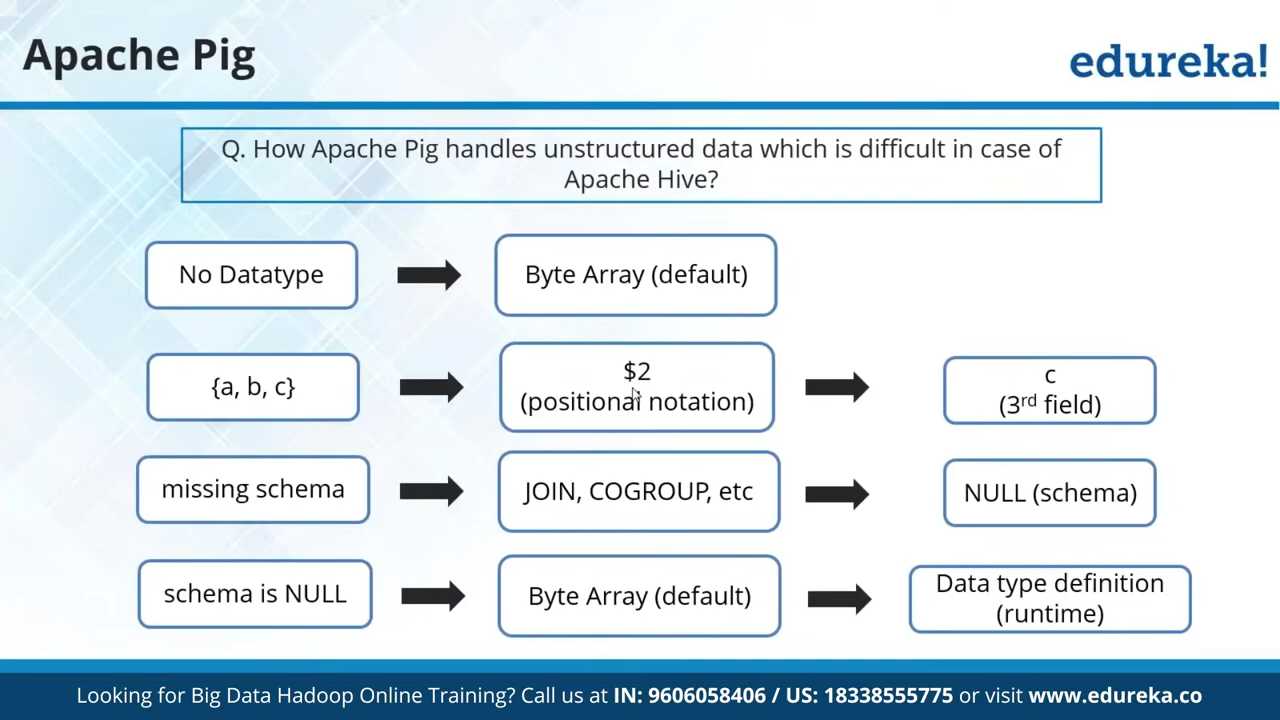 Apache Pig
edureka!
Q. How Apache Pig handles unstructured data which is difficult in case of
Apache Hive?
No Datatype
Byte Array (default)
{a, b, c}
$2
(positional notation)
c
(3rd field)
missing schema
JOIN, COGROUP, etc
NULL (schema)
schema is NULL
Byte Array (default)
Data type definition
(runtime)
Looking for Big Data Hadoop Online Training? Call us at IN: 9606058406 / US: 18338555775 or visit www.edureka.co